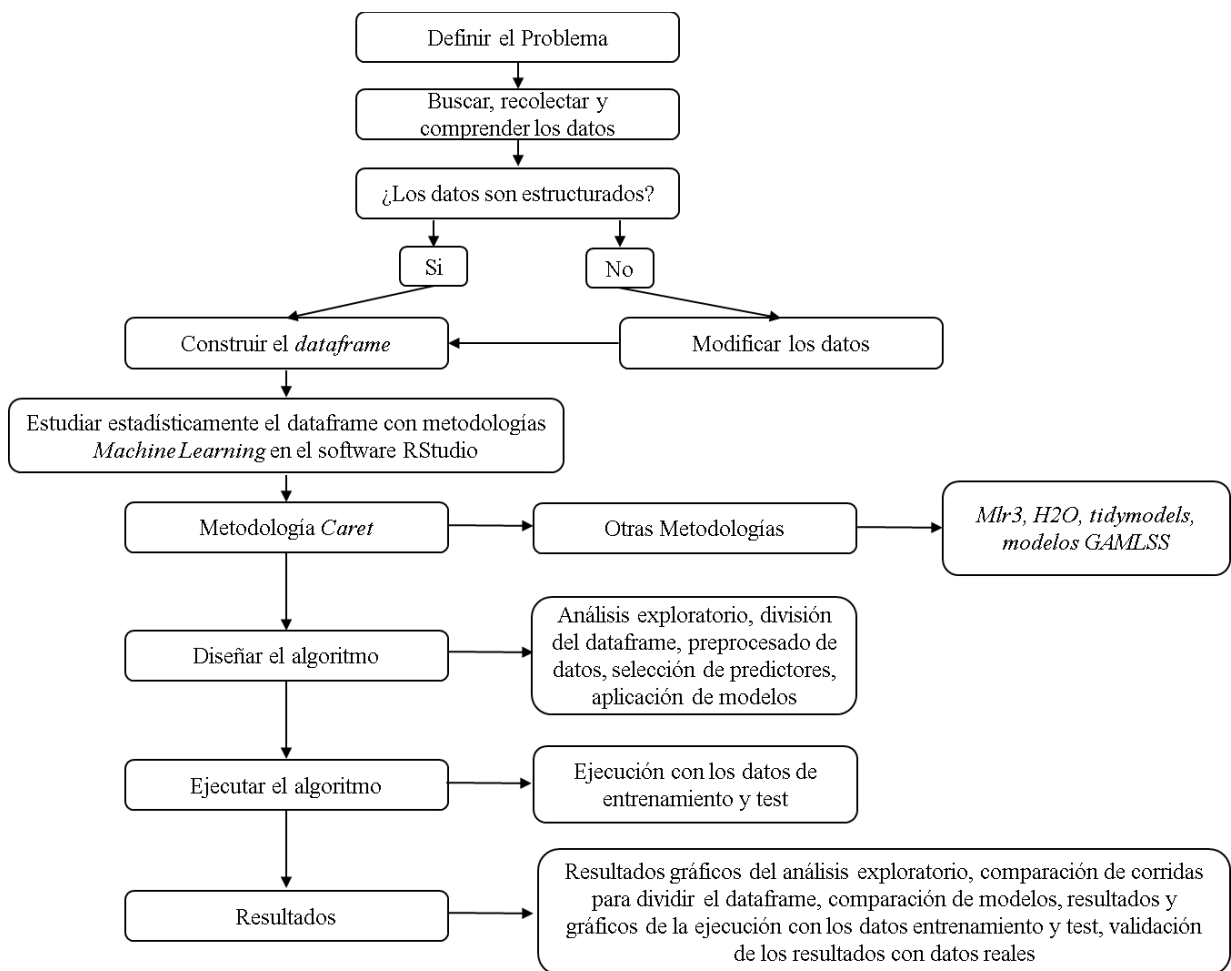 Definir el Problema
Buscar, recolectar y
comprender los datos
¿Los datos son estructurados?
Si
No
Construir el dataframe
Modificar los datos
Estudiar estadísticamente el dataframe con metodologías
Machine Learning en el software RStudio
Metodología Caret
Otras Metodologías
Mlr3, H2O, tidymodels,
modelos GAMLSS
Diseñar el algoritmo
Análisis exploratorio, división
del dataframe, preprocesado de
datos, selección de predictores,
aplicación de modelos
Ejecutar el algoritmo
Ejecución con los datos de
entrenamiento y test
Resultados
Resultados gráficos del análisis exploratorio, comparación de corridas
para dividir el dataframe, comparación de modelos, resultados y
gráficos de la ejecución con los datos entrenamiento y test, validación
de los resultados con datos reales